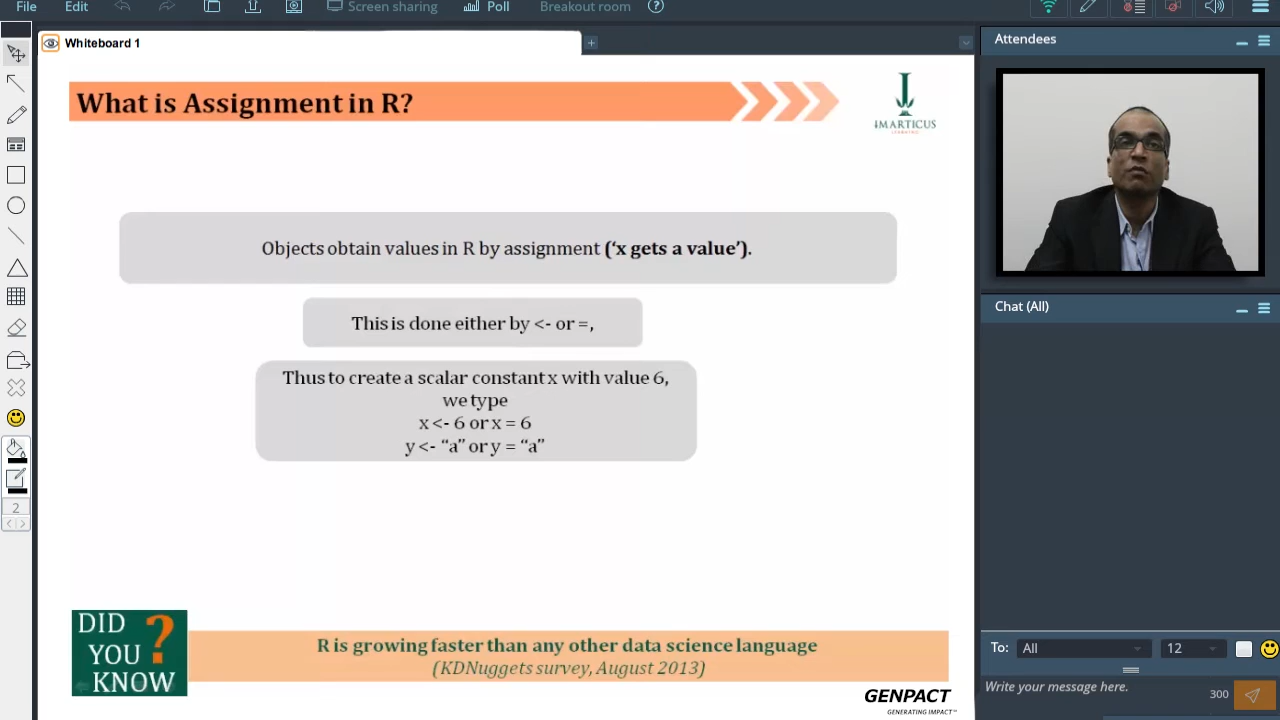 File Edit Screen sharing Poll Breakout room ?
Whiteboard 1
Attendees
What is Assignment in R?
IMARTICUS
LEARNING
Objects obtain values in R by assignment (‘x gets a value’).
This is done either by <- or =,
Thus to create a scalar constant x with value 6,
we type
x <- 6 or x = 6
y <- “a” or y = “a”
Chat (All)
2
DID
YOU
KNOW
?
R is growing faster than any other data science language
(KDNuggets survey, August 2013)
GENPACT
GENERATING IMPACT™
To: All 12
Write your message here. 300